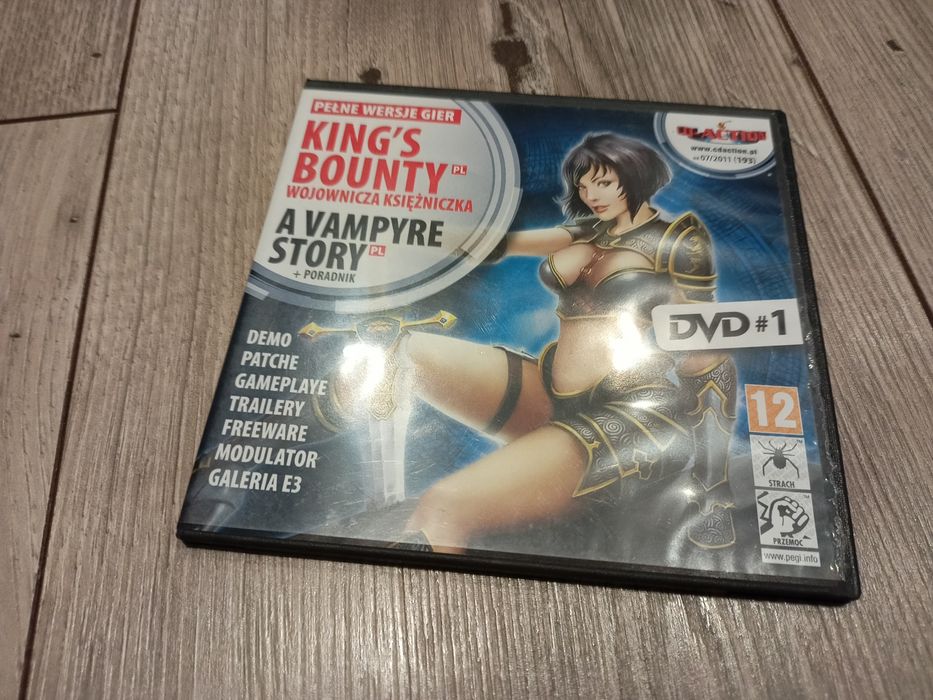 PEŁNE WERSJE GIER
KING'S
BOUNTY PL
WOJOWNICZA KSIĘŻNICZKA
A VAMPYRE
STORY PL
+ PORADNIK
DEMO
PATCHE
GAMEPLAYE
TRAILERY
FREEWARE
MODULATOR
GALERIA E3
CD-ACTION
www.cdaction.pl
07/2011 (193)
DVD #1
12
STRACH
PRZEMOC
www.pegi.info